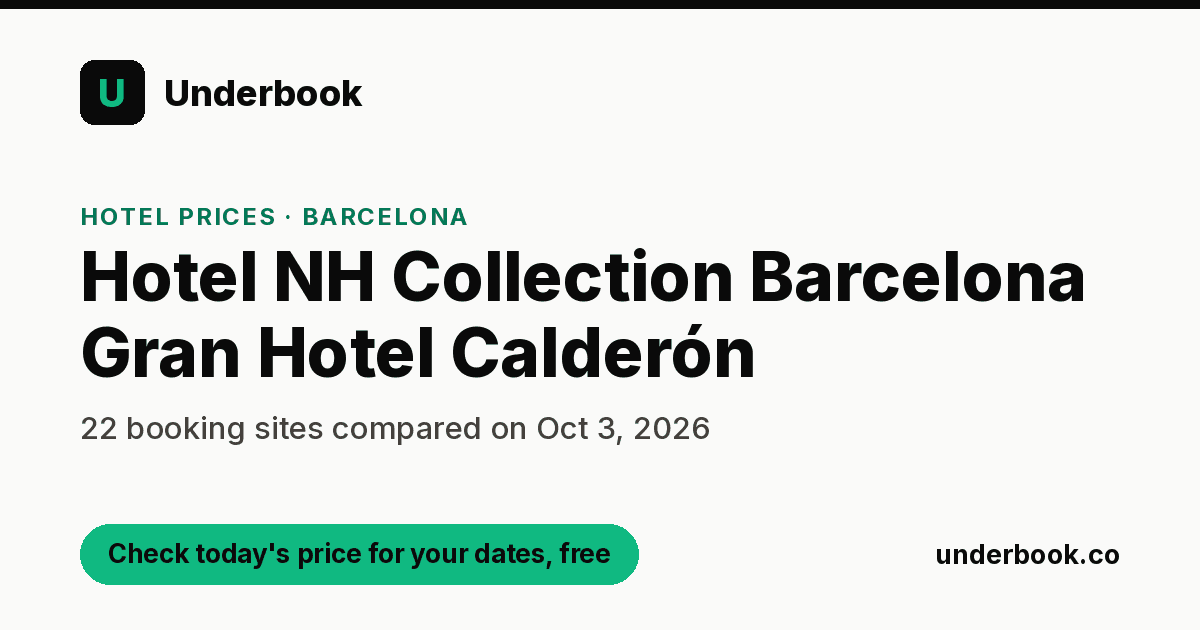 U Underbook
HOTEL PRICES · BARCELONA
Hotel NH Collection Barcelona
Gran Hotel Calderón
22 booking sites compared on Oct 3, 2026
Check today's price for your dates, free
underbook.co